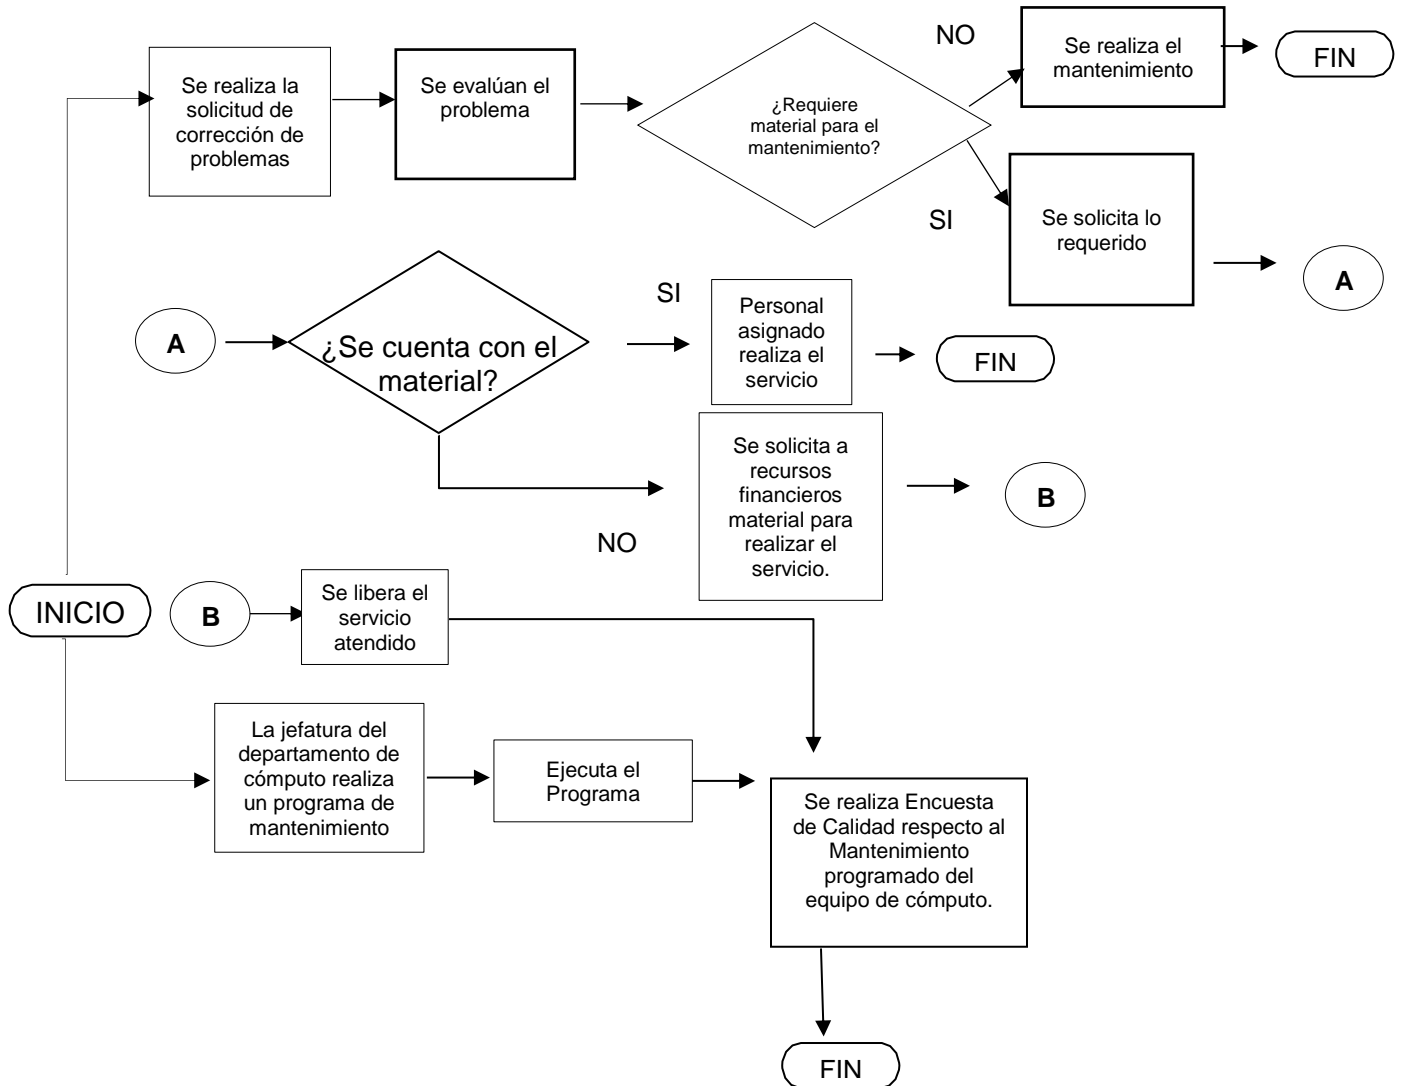 NO
Se realiza el
mantenimiento
FIN
Se realiza la
solicitud de
corrección de
problemas
Se evalúan el
problema
¿Requiere
material para el
mantenimiento?
SI
Se solicita lo
requerido
A
A
¿Se cuenta con el
material?
SI
Personal
asignado
realiza el
servicio
FIN
NO
Se solicita a
recursos
financieros
material para
realizar el
servicio.
B
INICIO
B
Se libera el
servicio
atendido
La jefatura del
departamento de
cómputo realiza
un programa de
mantenimiento
Ejecuta el
Programa
Se realiza Encuesta
de Calidad respecto al
Mantenimiento
programado del
equipo de cómputo.
FIN